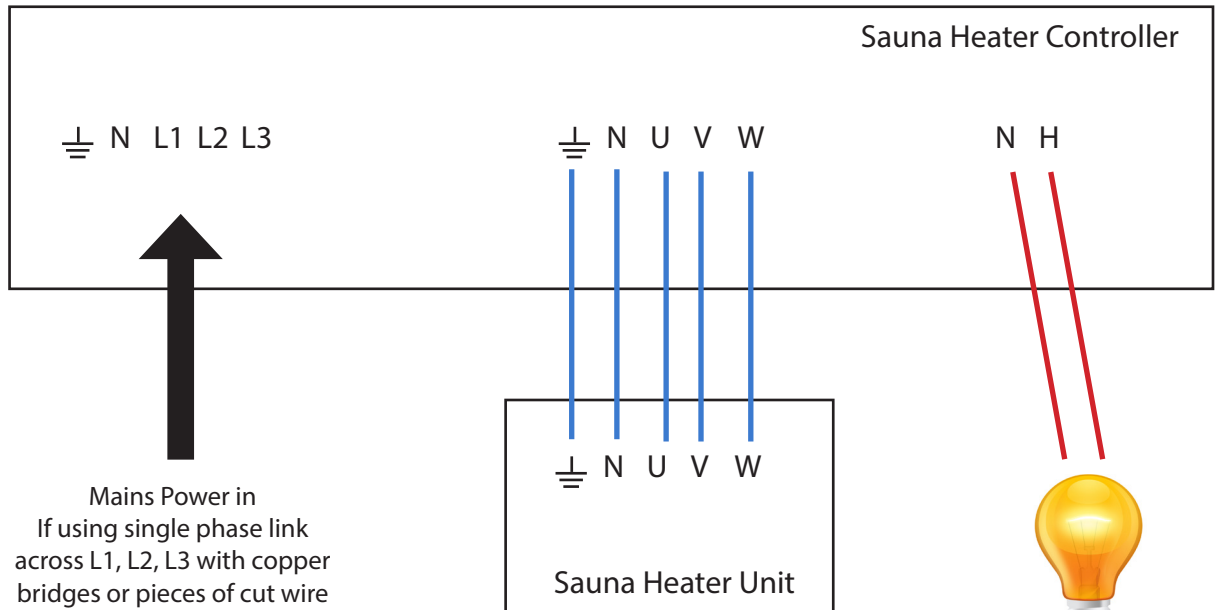 Sauna Heater Controller
⏚ N L1 L2 L3
⏚ N U V W
N H
⏚ N U V W
Mains Power in
If using single phase link
across L1, L2, L3 with copper
bridges or pieces of cut wire
Sauna Heater Unit